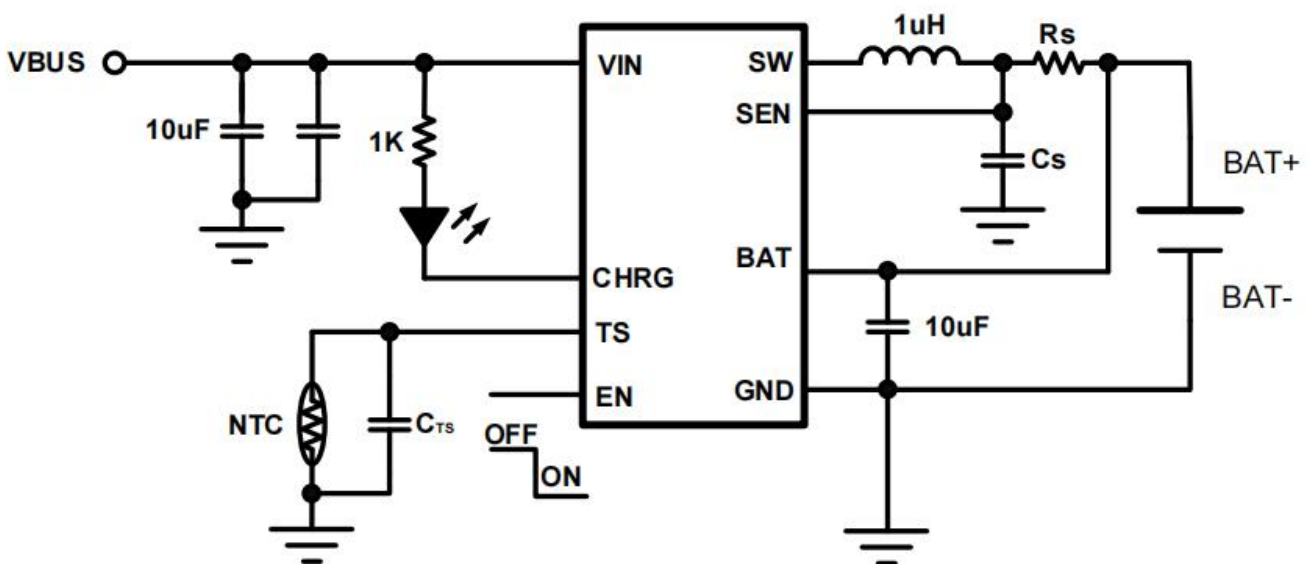 1uH
Rs
VBUS
VIN
SW
10uF
1K
SEN
Cs
BAT+
BAT
CHRG
BAT-
TS
10uF
EN
GND
NTC
CTS
OFF
ON